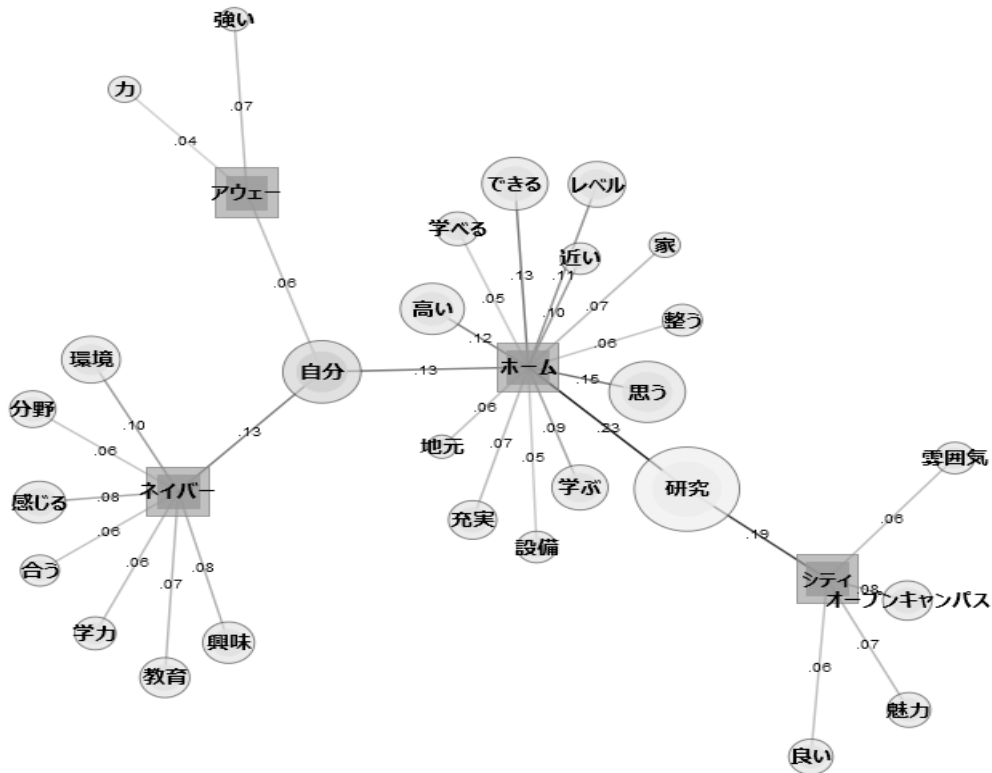 強い
力
.07
.04
アウェー
できる
レベル
学べる
近い
家
.06
.13
.11
.05
.10
.07
高い
整う
.12
.06
環境
自分
.13
ホーム
.15
思う
分野
.10
.13
.06
.09
.23
地元
.07
.05
雰囲気
.06
感じる
.08
ネイバー
学ぶ
研究
充実
設備
.06
.19
.06
合う
.06
.07
.08
シティ
.08
オープンキャンパス
学力
興味
.07
教育
.06
魅力
良い